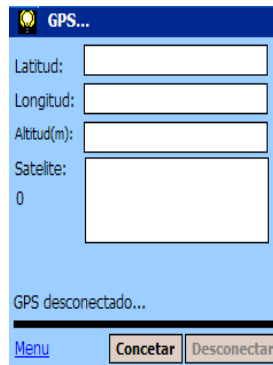 GPS...
Latitud:
Longitud:
Altitud(m):
Satelite:
0
GPS desconectado...
Menu Concetar Desconectar